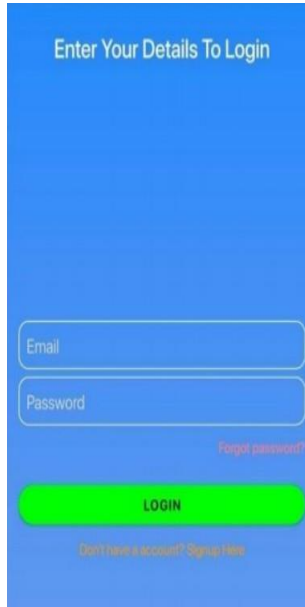 Enter Your Details To Login
Email
Password
Forgot password?
LOGIN
Don't have a account? Signup Here